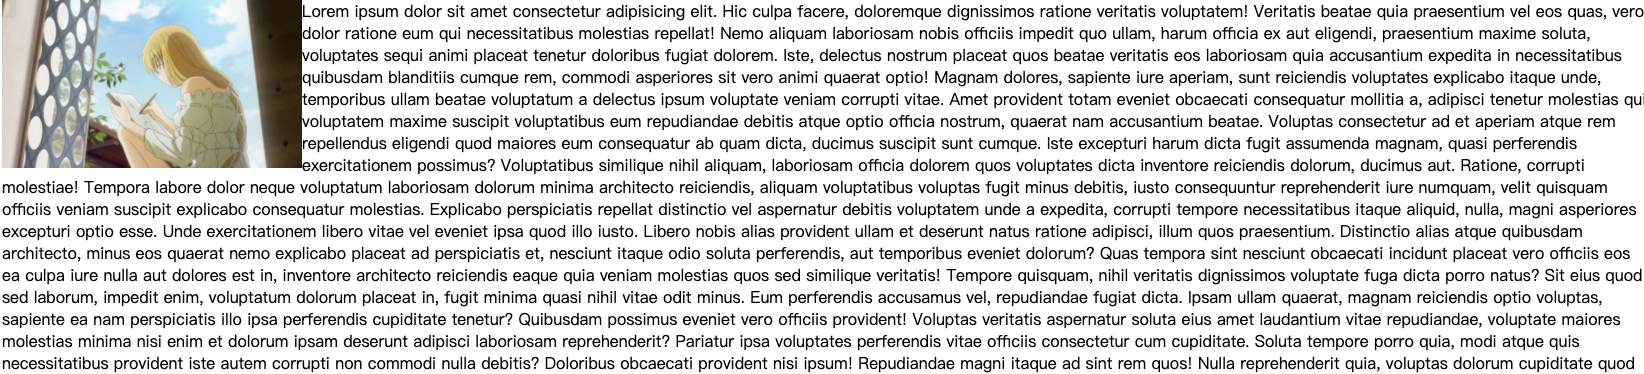 Lorem ipsum dolor sit amet consectetur adipisicing elit. Hic culpa facere, doloremque dignissimos ratione veritatis voluptatem! Veritatis beatae quia praesentium vel eos quas, vero
dolor ratione eum qui necessitatibus molestias repellat! Nemo aliquam laboriosam nobis officiis impedit quo ullam, harum officia ex aut eligendi, praesentium maxime soluta,
voluptates sequi animi placeat tenetur doloribus fugiat dolorem. Iste, delectus nostrum placeat quos beatae veritatis eos laboriosam quia accusantium expedita in necessitatibus
quibusdam blanditiis cumque rem, commodi asperiores sit vero animi quaerat optio! Magnam dolores, sapiente iure aperiam, sunt reiciendis voluptates explicabo itaque unde,
temporibus ullam beatae voluptatum a delectus ipsum voluptate veniam corrupti vitae. Amet provident totam eveniet obcaecati consequatur mollitia a, adipisci tenetur molestias qui
voluptatem maxime suscipit voluptatibus eum repudiandae debitis atque optio officia nostrum, quaerat nam accusantium beatae. Voluptas consectetur ad et aperiam atque rem
repellendus eligendi quod maiores eum consequatur ab quam dicta, ducimus suscipit sunt cumque. Iste excepturi harum dicta fugit assumenda magnam, quasi perferendis
exercitationem possimus? Voluptatibus similique nihil aliquam, laboriosam officia dolorem quos voluptates dicta inventore reiciendis dolorum, ducimus aut. Ratione, corrupti
molestiae! Tempora labore dolor neque voluptatum laboriosam dolorum minima architecto reiciendis, aliquam voluptatibus voluptas fugit minus debitis, iusto consequuntur reprehenderit iure numquam, velit quisquam
officiis veniam suscipit explicabo consequatur molestias. Explicabo perspiciatis repellat distinctio vel aspernatur debitis voluptatem unde a expedita, corrupti tempore necessitatibus itaque aliquid, nulla, magni asperiores
excepturi optio esse. Unde exercitationem libero vitae vel eveniet ipsa quod illo iusto. Libero nobis alias provident ullam et deserunt natus ratione adipisci, illum quos praesentium. Distinctio alias atque quibusdam
architecto, minus eos quaerat nemo explicabo placeat ad perspiciatis et, nesciunt itaque odio soluta perferendis, aut temporibus eveniet dolorum? Quas tempora sint nesciunt obcaecati incidunt placeat vero officiis eos
ea culpa iure nulla aut dolores est in, inventore architecto reiciendis eaque quia veniam molestias quos sed similique veritatis! Tempore quisquam, nihil veritatis dignissimos voluptate fuga dicta porro natus? Sit eius quod
sed laborum, impedit enim, voluptatum dolorum placeat in, fugit minima quasi nihil vitae odit minus. Eum perferendis accusamus vel, repudiandae fugiat dicta. Ipsam ullam quaerat, magnam reiciendis optio voluptas,
sapiente ea nam perspiciatis illo ipsa perferendis cupiditate tenetur? Quibusdam possimus eveniet vero officiis provident! Voluptas veritatis aspernatur soluta eius amet laudantium vitae repudiandae, voluptate maiores
molestias minima nisi enim et dolorum ipsam deserunt adipisci laboriosam reprehenderit? Pariatur ipsa voluptates perferendis vitae officiis consectetur cum cupiditate. Soluta tempore porro quia, modi atque quis
necessitatibus provident iste autem corrupti non commodi nulla debitis? Doloribus obcaecati provident nisi ipsum! Repudiandae magni itaque ad sint rem quos! Nulla reprehenderit quia, voluptas dolorum cupiditate quod